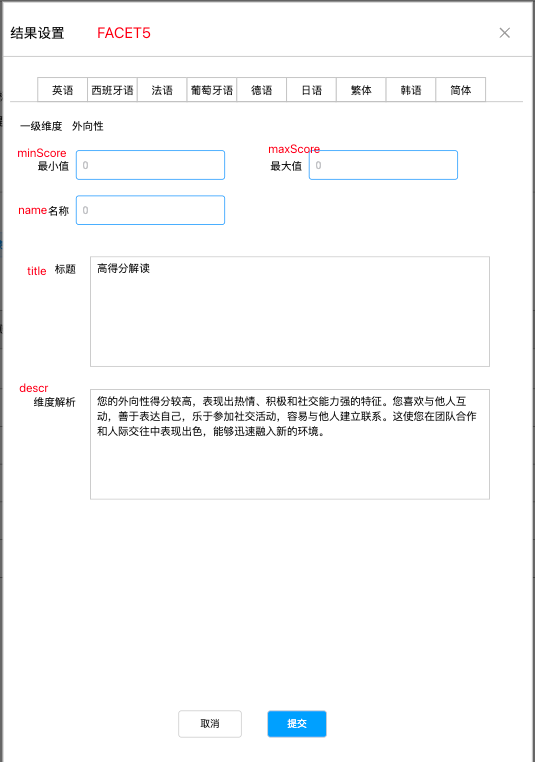 结果设置 FACET5
英语 西班牙语 法语 葡萄牙语 德语 日语 繁体 韩语 简体
一级维度 外向性
minScore maxScore
最小值 0 最大值 0
name 名称 0
title 标题 高得分解读
descr
维度解析 您的外向性得分较高，表现出热情、积极和社交能力强的特征。您喜欢与他人互
动，善于表达自己，乐于参加社交活动，容易与他人建立联系。这使您在团队合作
和人际交往中表现出色，能够迅速融入新的环境。
取消 提交